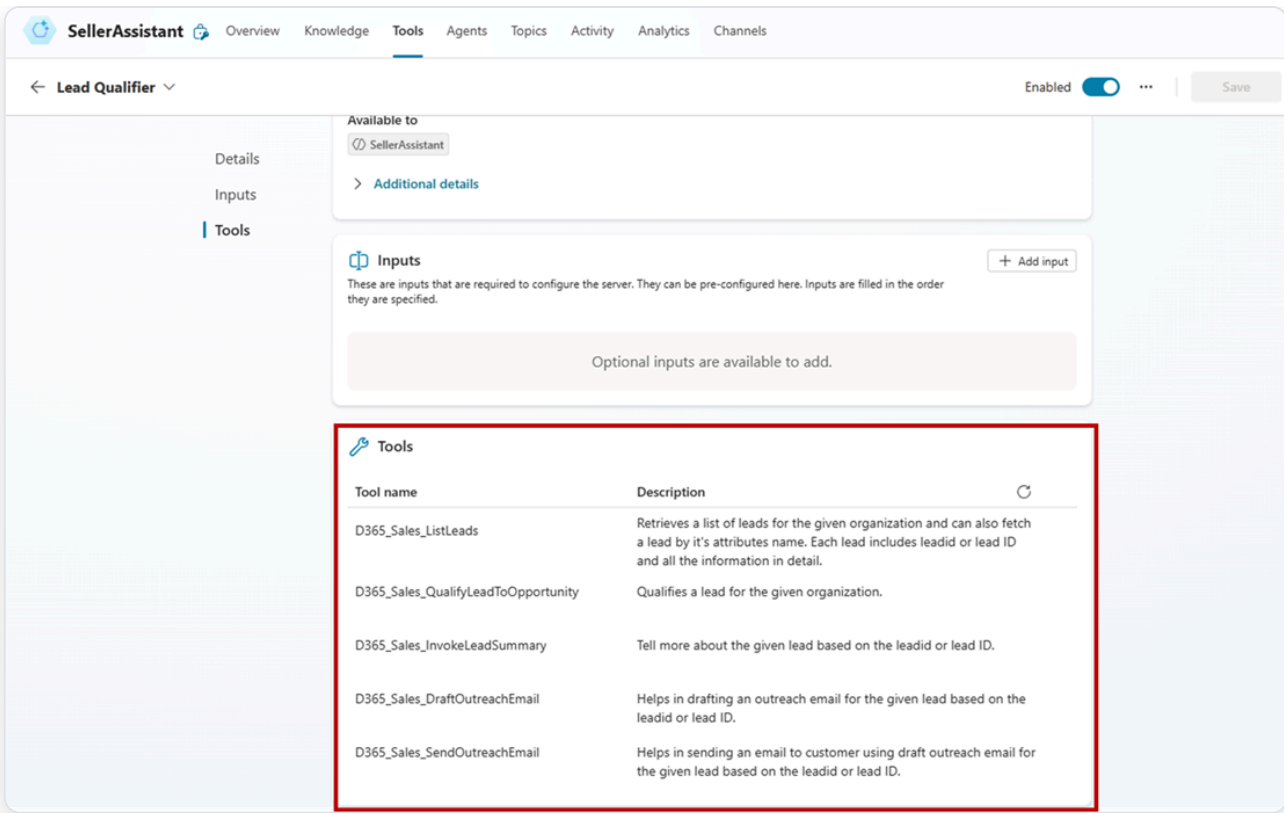 SellerAssistant Overview Knowledge Tools Agents Topics Activity Analytics Channels
Lead Qualifier Enabled ... Save
Available to
SellerAssistant
Additional details
Details
Inputs
Tools
Inputs
+ Add input
These are inputs that are required to configure the server. They can be pre-configured here. Inputs are filled in the order
they are specified.
Optional inputs are available to add.
Tools
Tool name Description
D365_Sales_ListLeads
Retrieves a list of leads for the given organization and can also fetch
a lead by it's attributes name. Each lead includes leadid or lead ID
and all the information in detail.
D365_Sales_QualifyLeadToOpportunity Qualifies a lead for the given organization.
D365_Sales_InvokeLeadSummary Tell more about the given lead based on the leadid or lead ID.
D365_Sales_DraftOutreachEmail Helps in drafting an outreach email for the given lead based on the
leadid or lead ID.
D365_Sales_SendOutreachEmail Helps in sending an email to customer using draft outreach email for
the given lead based on the leadid or lead ID.